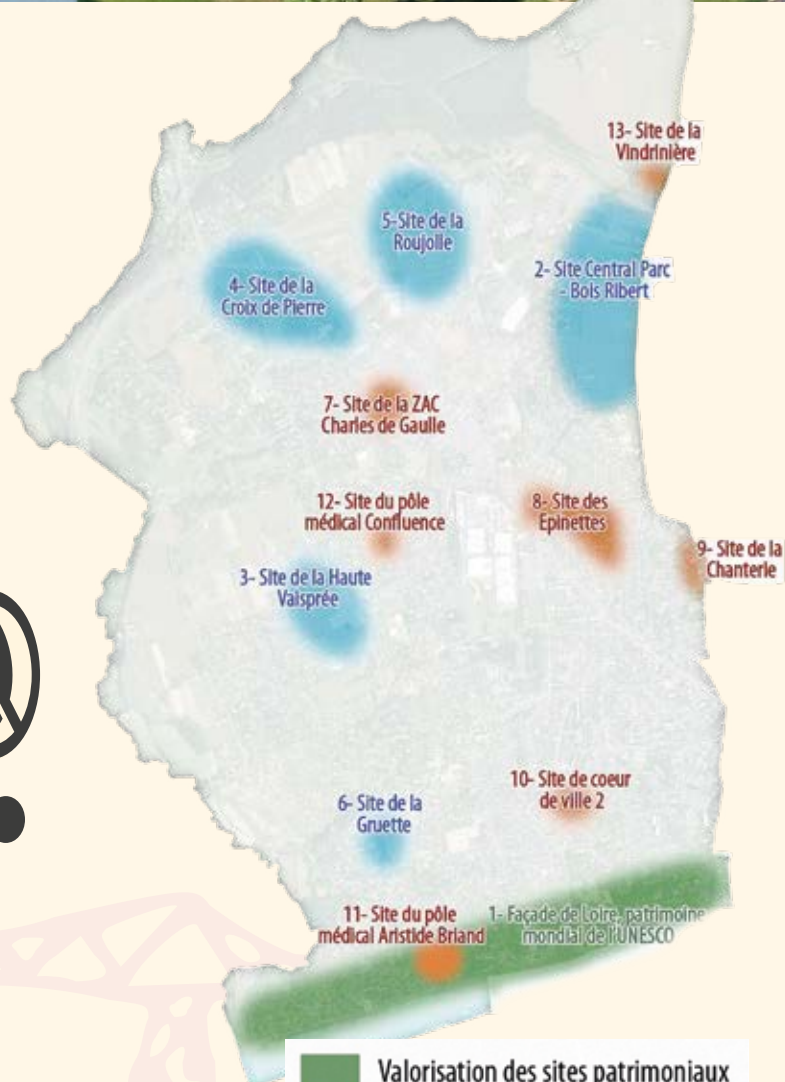 13- Site de la
Vindrinière
5-Site de la
Roujolle
2- Site Central Parc
- Bois Ribert
4- Site de la
Croix de Pierre
7- Site de la ZAC
Charles de Gaulle
12- Site du pôle
médical Confluence
8- Site des
Epinettes
9- Site de la
Chanterie
3- Site de la Haute
Vaisprée
10- Site de coeur
de ville 2
6- Site de la
Gruette
11- Site du pôle
médical Aristide Briand
1- Façade de Loire, patrimoine
mondial de l'UNESCO
Valorisation des sites patrimoniaux